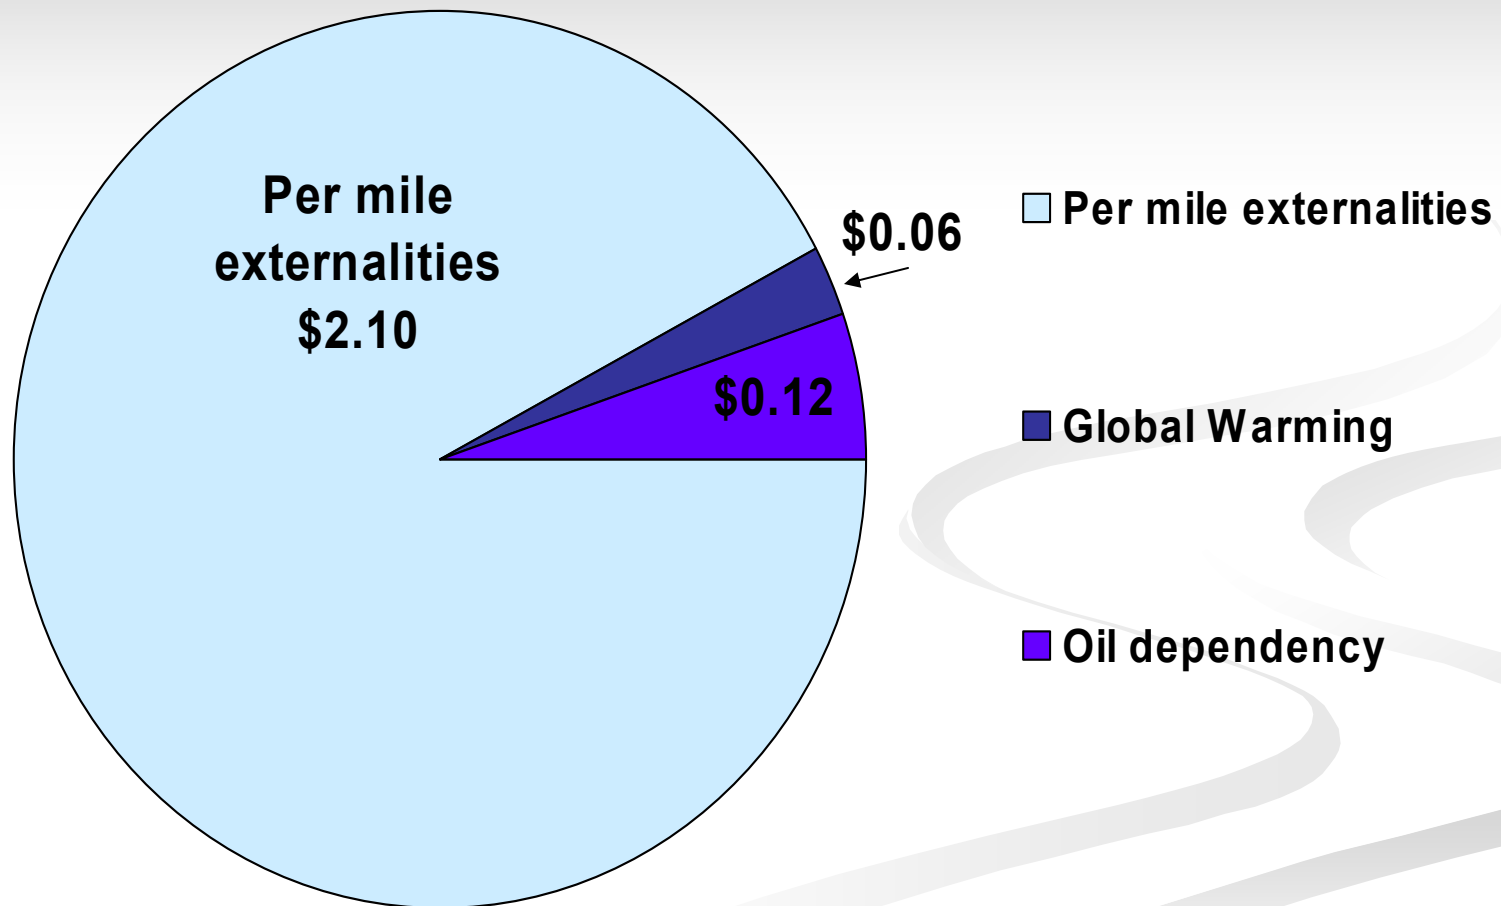 Per mile
externalities
$2.10
$0.06
$0.12
Per mile externalities
Global Warming
Oil dependency